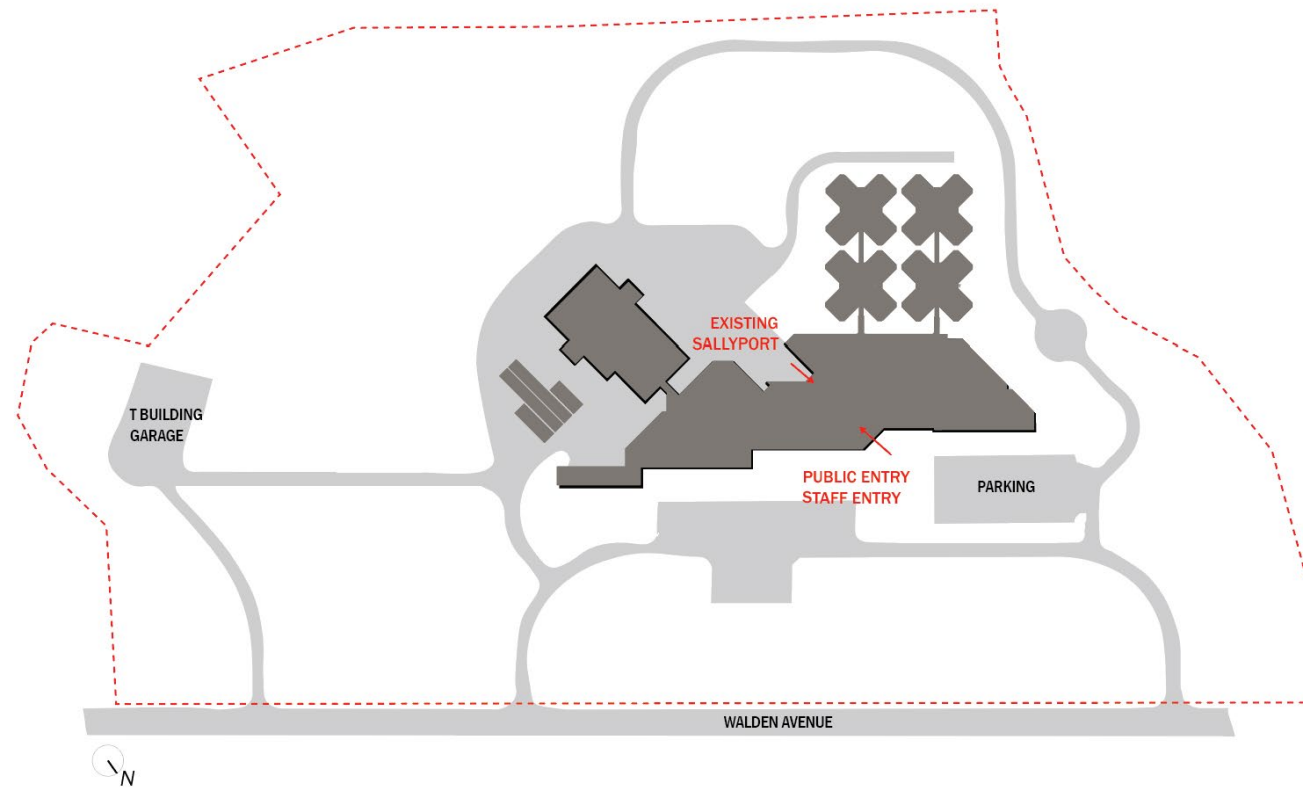 EXISTING
SALLYPORT
T BUILDING
GARAGE
PUBLIC ENTRY
STAFF ENTRY
PARKING
WALDEN AVENUE
N